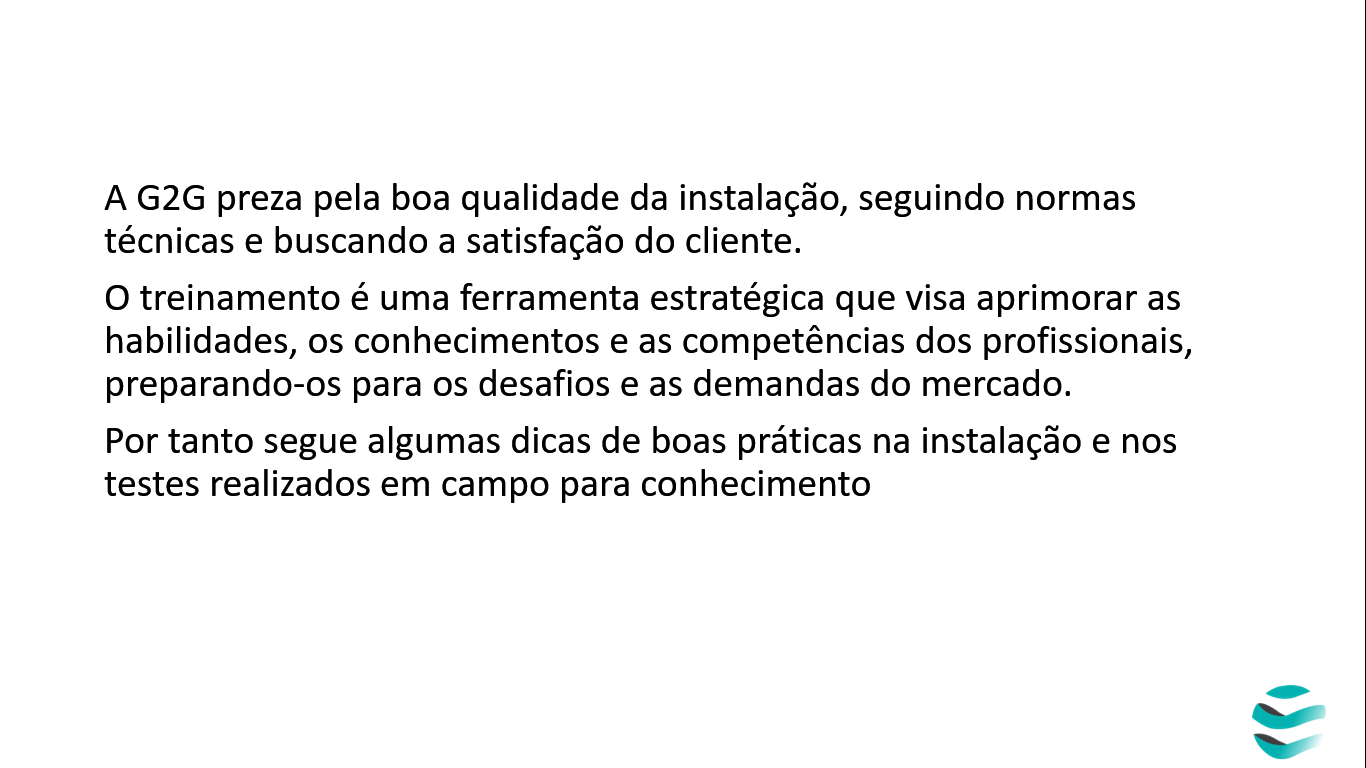 A G2G preza pela boa qualidade da instalação, seguindo normas
técnicas e buscando a satisfação do cliente.
O treinamento é uma ferramenta estratégica que visa aprimorar as
habilidades, os conhecimentos e as competências dos profissionais,
preparando-os para os desafios e as demandas do mercado.
Por tanto segue algumas dicas de boas práticas na instalação e nos
testes realizados em campo para conhecimento